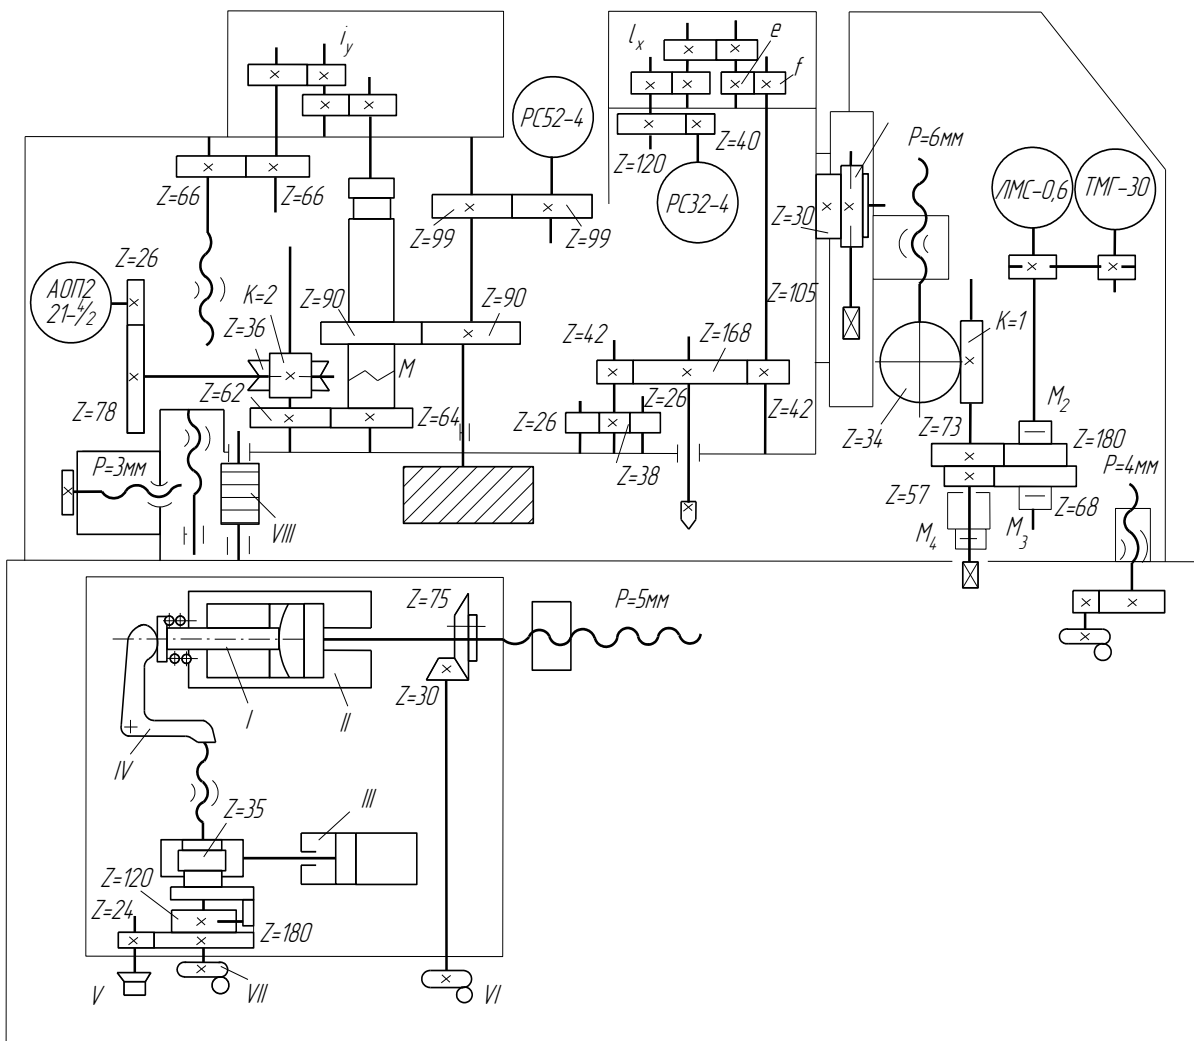 i_y
l_x
e
f
РС52-4
Z=120
Z=40
РС32-4
Z=66
Z=66
Z=99
Z=99
Z=30
P=6мм
ЛМС-0,6
ТМГ-30
Z=26
АОП2
21-4/2
K=2
Z=36
Z=90
Z=90
Z=105
Z=42
Z=168
K=1
M
Z=62
Z=78
Z=64
Z=26
Z=26
Z=42
Z=38
Z=34
Z=73
M₂
Z=180
P=4мм
P=3мм
VIII
Z=57
M₄
M₃
Z=68
Z=75
P=5мм
Z=30
I
II
IV
III
Z=35
Z=120
Z=24
Z=180
V
VII
VI